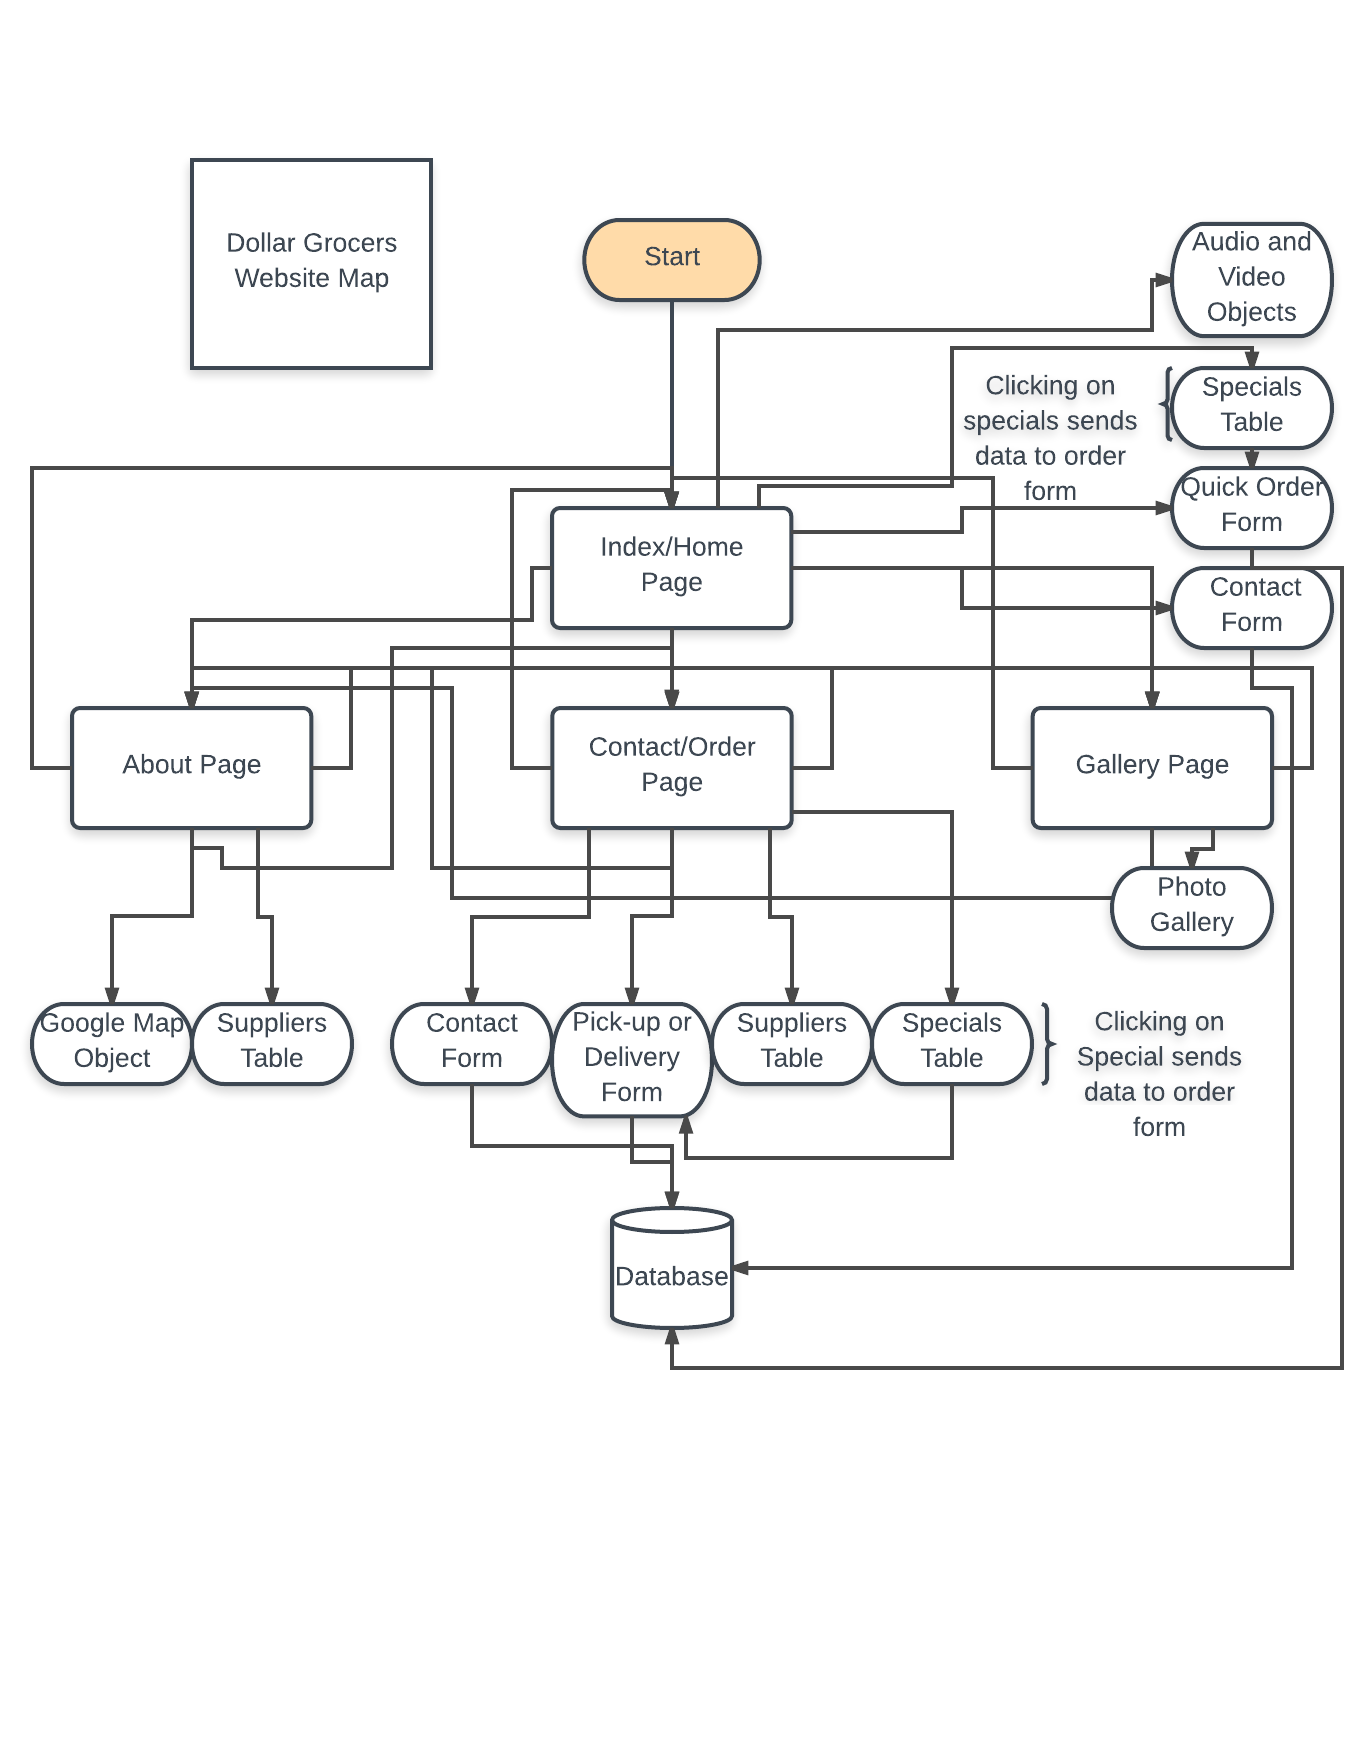 Dollar Grocers
Website Map
Start
Audio and
Video
Objects
Clicking on
specials sends
data to order
form
Specials
Table
Quick Order
Form
Index/Home
Page
Contact
Form
About Page
Contact/Order
Page
Gallery Page
Photo
Gallery
Google Map
Object
Suppliers
Table
Contact
Form
Pick-up or
Delivery
Form
Suppliers
Table
Specials
Table
Clicking on
Special sends
data to order
form
Database